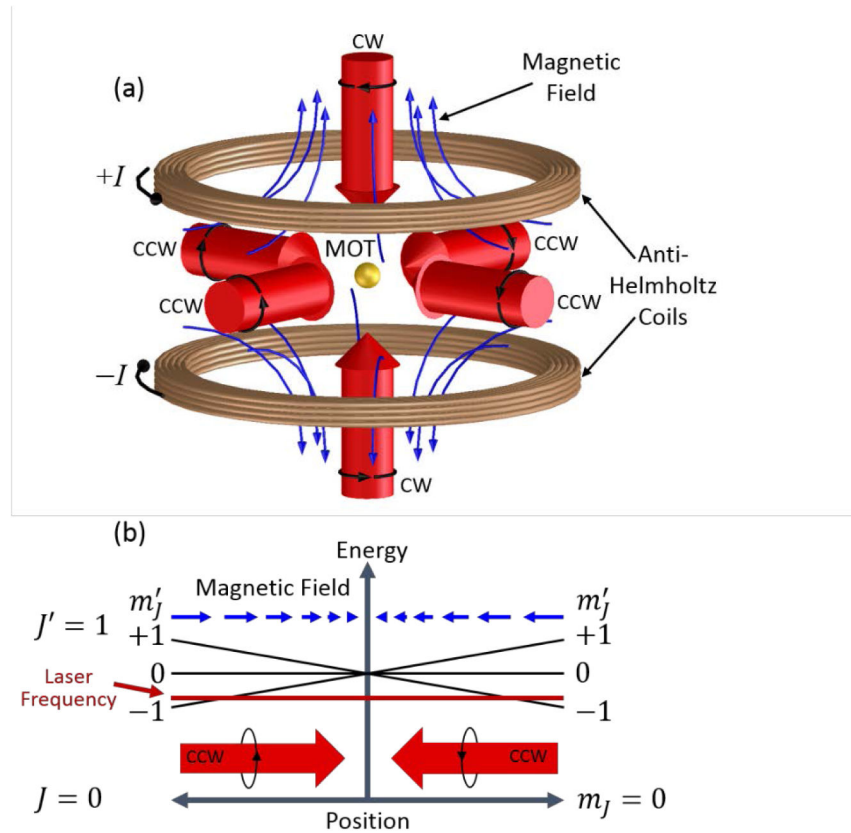 (a)
CW
Magnetic
Field
+I
CCW
MOT
CCW
CCW
CCW
Anti-
Helmholtz
Coils
−I
CW
(b)
Energy
Magnetic Field
m′J
m′J
J′ = 1
+1
+1
0
0
Laser
Frequency
−1
−1
CCW
CCW
J = 0
mJ = 0
Position